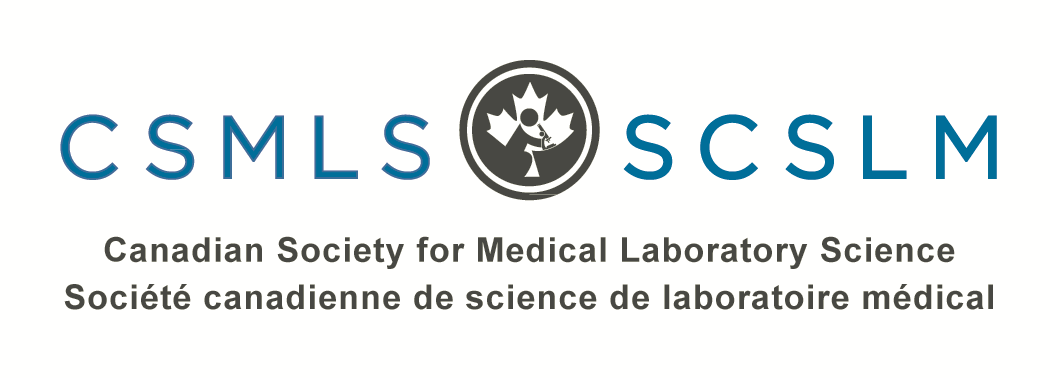 CSMLS SCSLM
Canadian Society for Medical Laboratory Science
Société canadienne de science de laboratoire médical